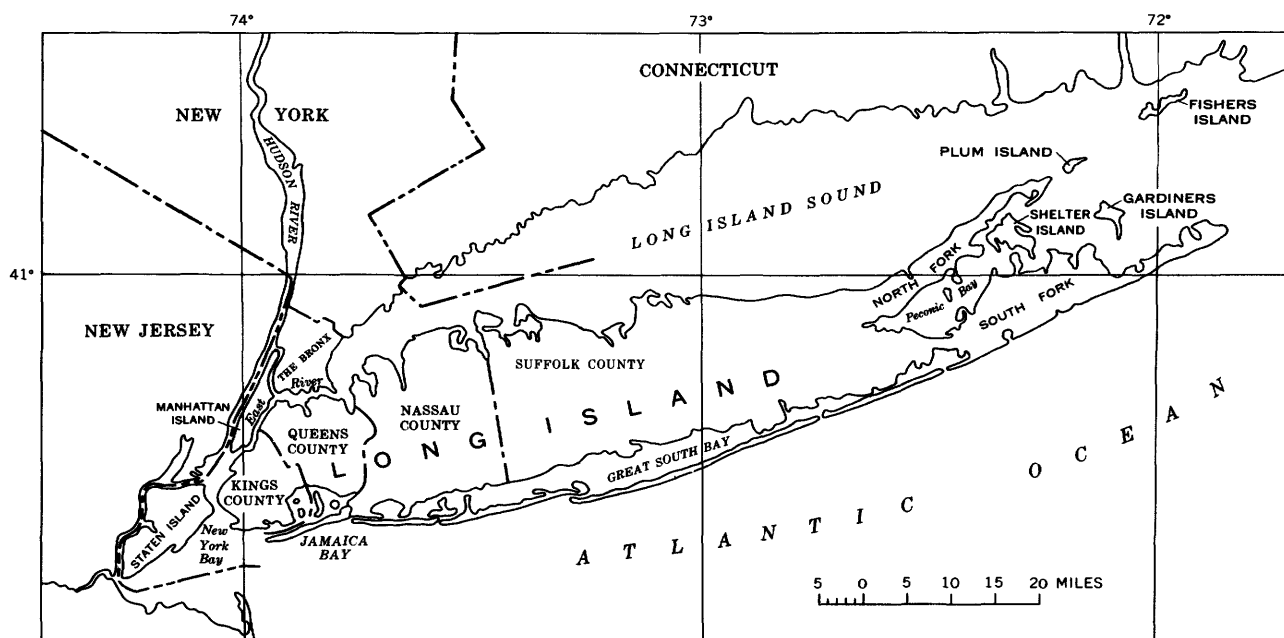 74°
73°
72°
CONNECTICUT
NEW YORK
FISHERS
ISLAND
HUDSON RIVER
PLUM ISLAND
LONG ISLAND SOUND
GARDINERS
ISLAND
SHELTER
ISLAND
41°
NORTH FORK
Peconic Bay
SOUTH FORK
NEW JERSEY
THE BRONX
SUFFOLK COUNTY
East River
MANHATTAN
ISLAND
NASSAU
COUNTY
QUEENS
COUNTY
LONG ISLAND
GREAT SOUTH BAY
KINGS
COUNTY
ATLANTIC OCEAN
STATEN ISLAND
New
York
Bay
JAMAICA
BAY
5 0 5 10 15 20 MILES